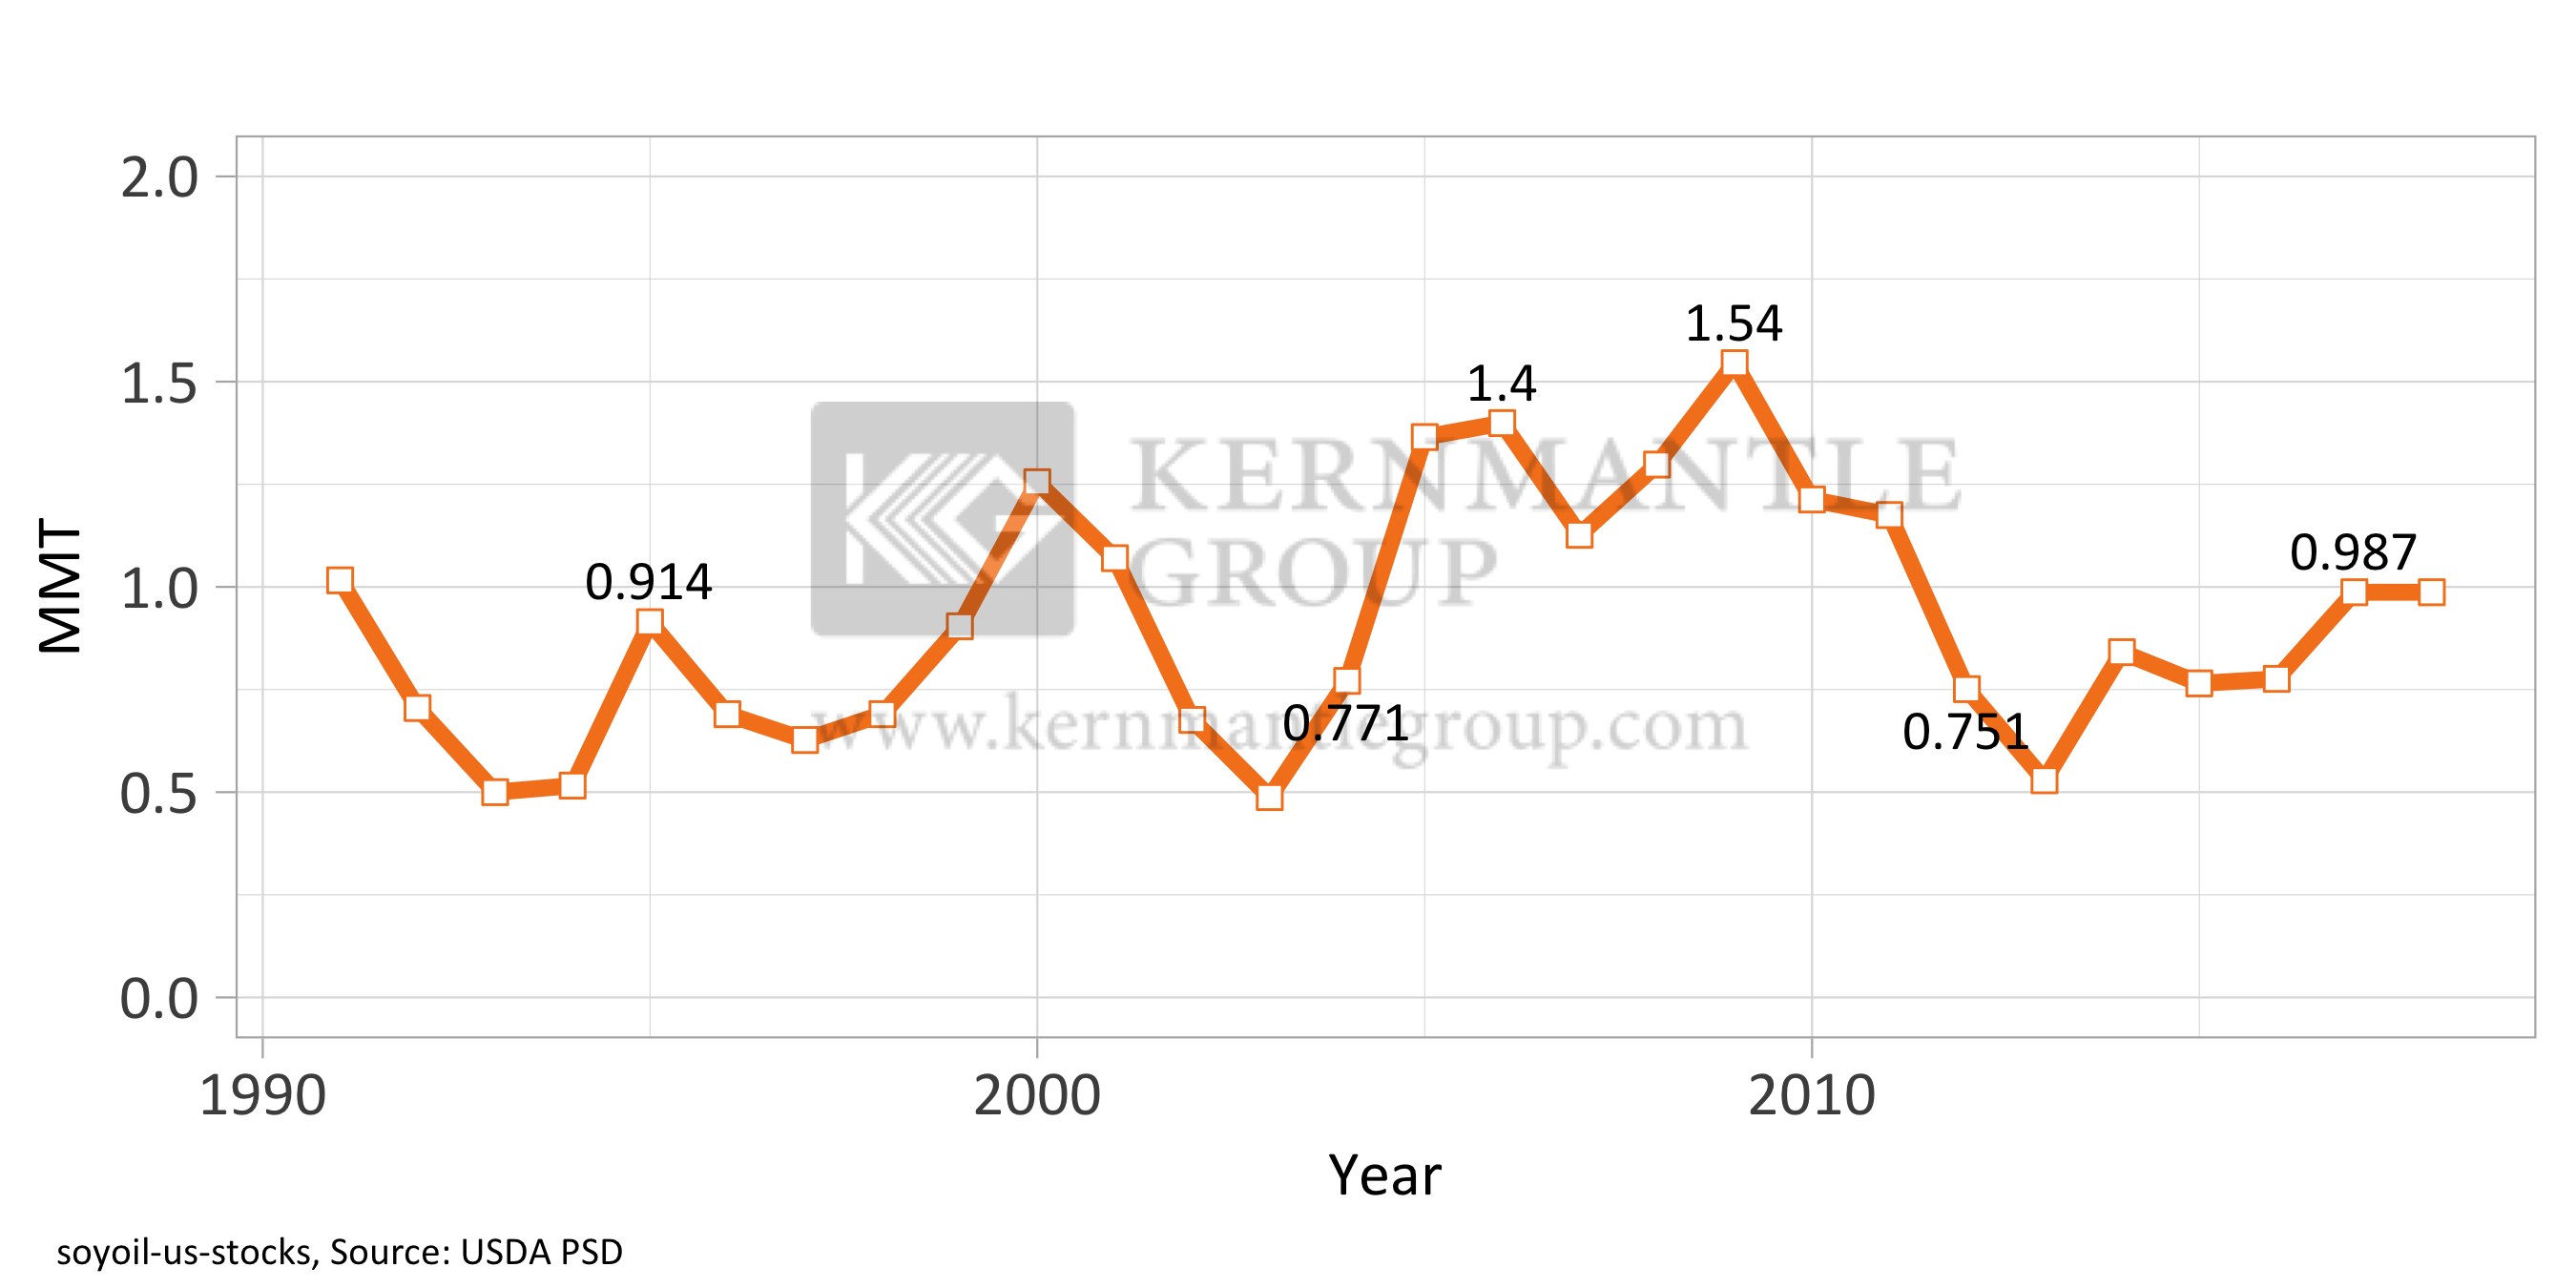 2.0
1.54
1.5
1.4
KERNMANTLE
0.987
MMT
1.0
0.914
GROUP
0.771
0.751
www.kernmantlegroup.com
0.5
0.0
1990
2000
2010
Year
soyoil-us-stocks, Source: USDA PSD